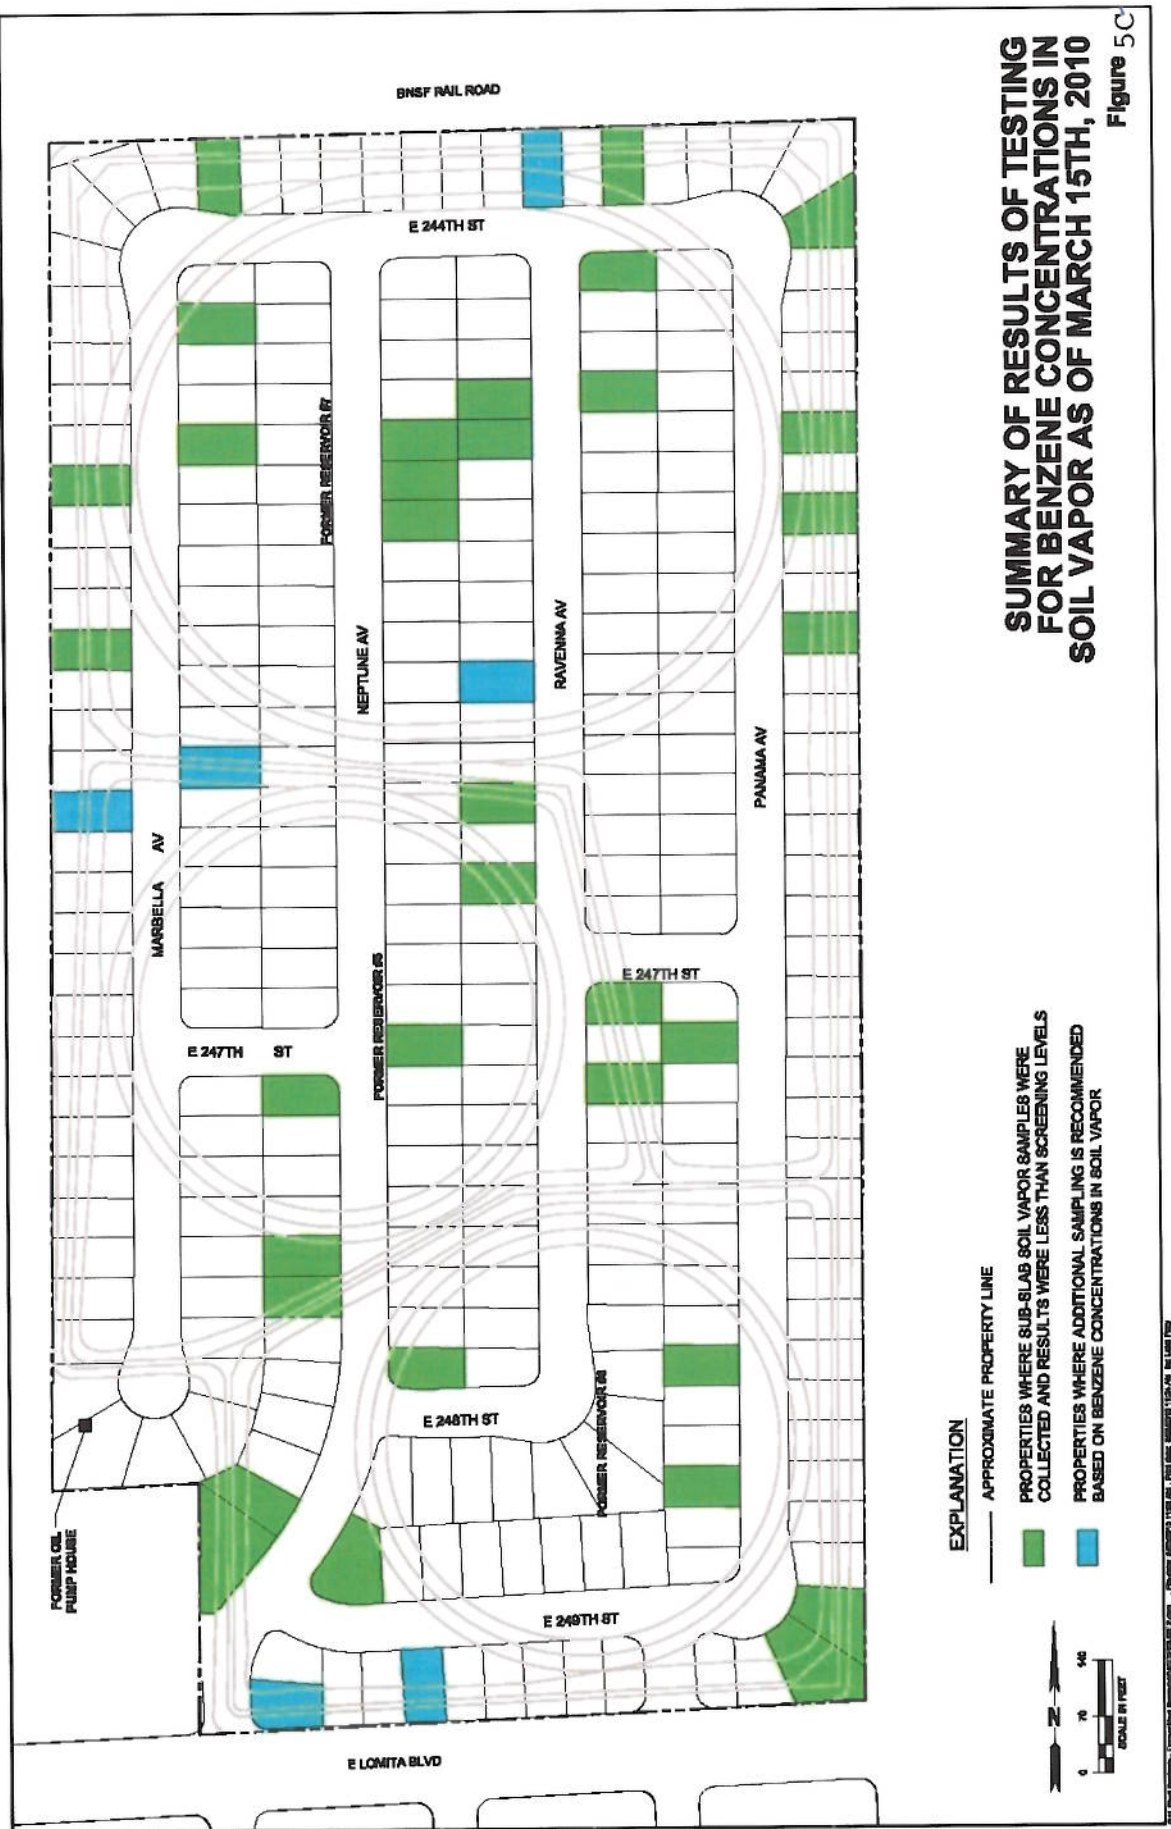 BNSF RAIL ROAD
E 244TH ST
FORMER RESERVOIR #7
NEPTUNE AV
RAVENNA AV
MARBELLA AV
PANAMA AV
FORMER RESERVOIR #5
E 247TH ST
E 247TH ST
E 248TH ST
FORMER RESERVOIR #6
FORMER OIL
PUMP HOUSE
E 249TH ST
E LOMITA BLVD
SUMMARY OF RESULTS OF TESTING
FOR BENZENE CONCENTRATIONS IN
SOIL VAPOR AS OF MARCH 15TH, 2010
Figure 5C
EXPLANATION
APPROXIMATE PROPERTY LINE
PROPERTIES WHERE SUB-SLAB SOIL VAPOR SAMPLES WERE
COLLECTED AND RESULTS WERE LESS THAN SCREENING LEVELS
PROPERTIES WHERE ADDITIONAL SAMPLING IS RECOMMENDED
BASED ON BENZENE CONCENTRATIONS IN SOIL VAPOR
N
0 70 140
SCALE IN FEET